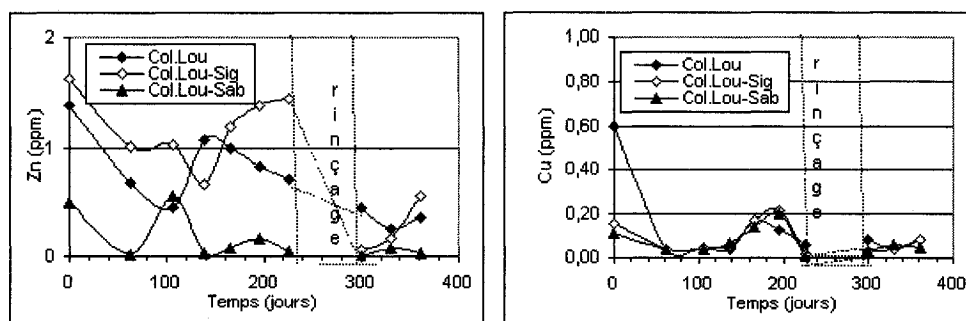 2
1
0
Zn (ppm)
Col.Lou
Col.Lou-Sig
Col.Lou-Sab
rinçage
0
100
200
300
400
Temps (jours)
1,00
0,80
0,60
0,40
0,20
0,00
Cu (ppm)
Col.Lou
Col.Lou-Sig
Col.Lou-Sab
rinçage
0
100
200
300
400
Temps (jours)